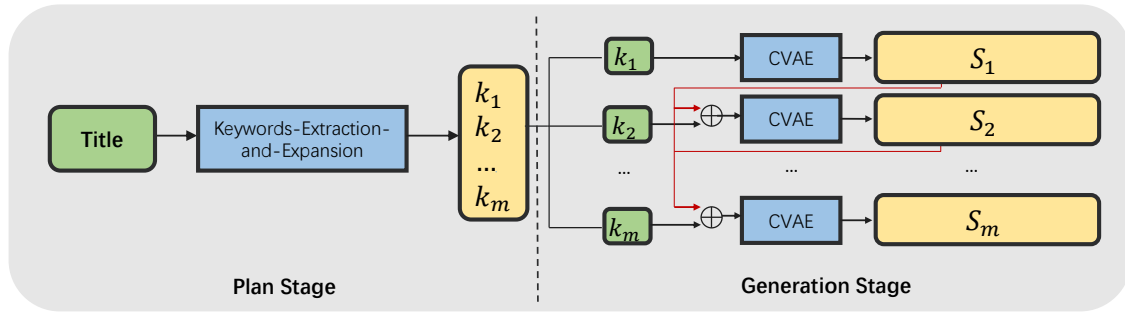 Title
Keywords-Extraction-
and-Expansion
k₁
k₂
...
kₘ
Plan Stage
k₁
CVAE
S₁
k₂
⊕
CVAE
S₂
...
...
...
kₘ
⊕
CVAE
Sₘ
Generation Stage